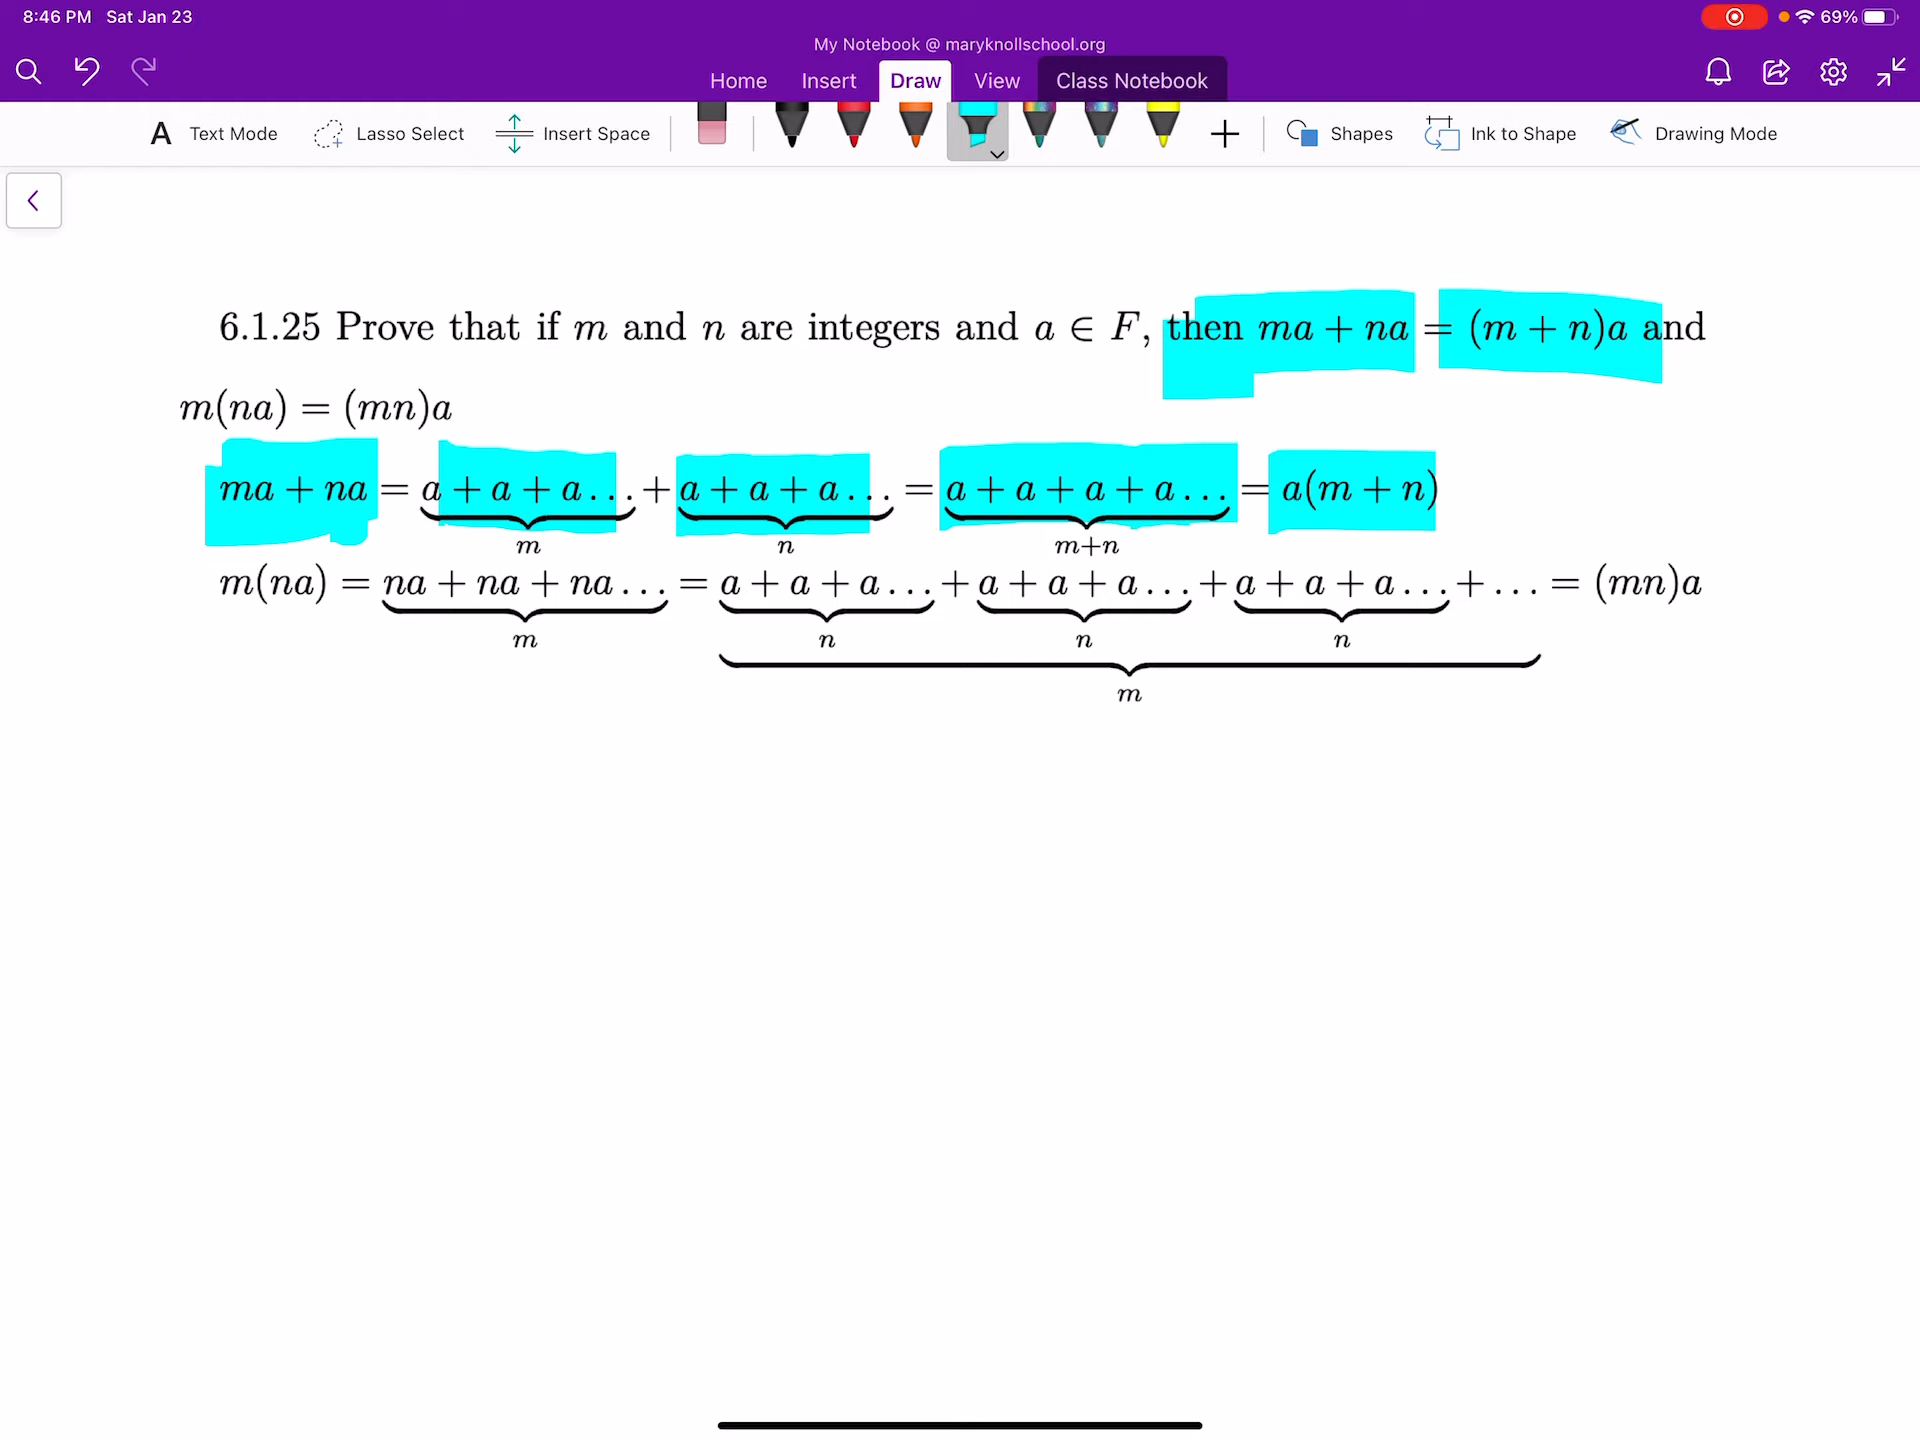 8:46 PM Sat Jan 23 69%
My Notebook @ maryknollschool.org
Home Insert Draw View Class Notebook
A Text Mode Lasso Select Insert Space Shapes Ink to Shape Drawing Mode
6.1.25 Prove that if m and n are integers and a ∈ F, then ma + na = (m + n)a and
m(na) = (mn)a
ma + na = a + a + a . . . + a + a + a . . . = a + a + a + a . . . = a(m + n)
m n m+n
m(na) = na + na + na . . . = a + a + a . . . + a + a + a . . . + a + a + a . . . + . . . = (mn)a
m n n n
m